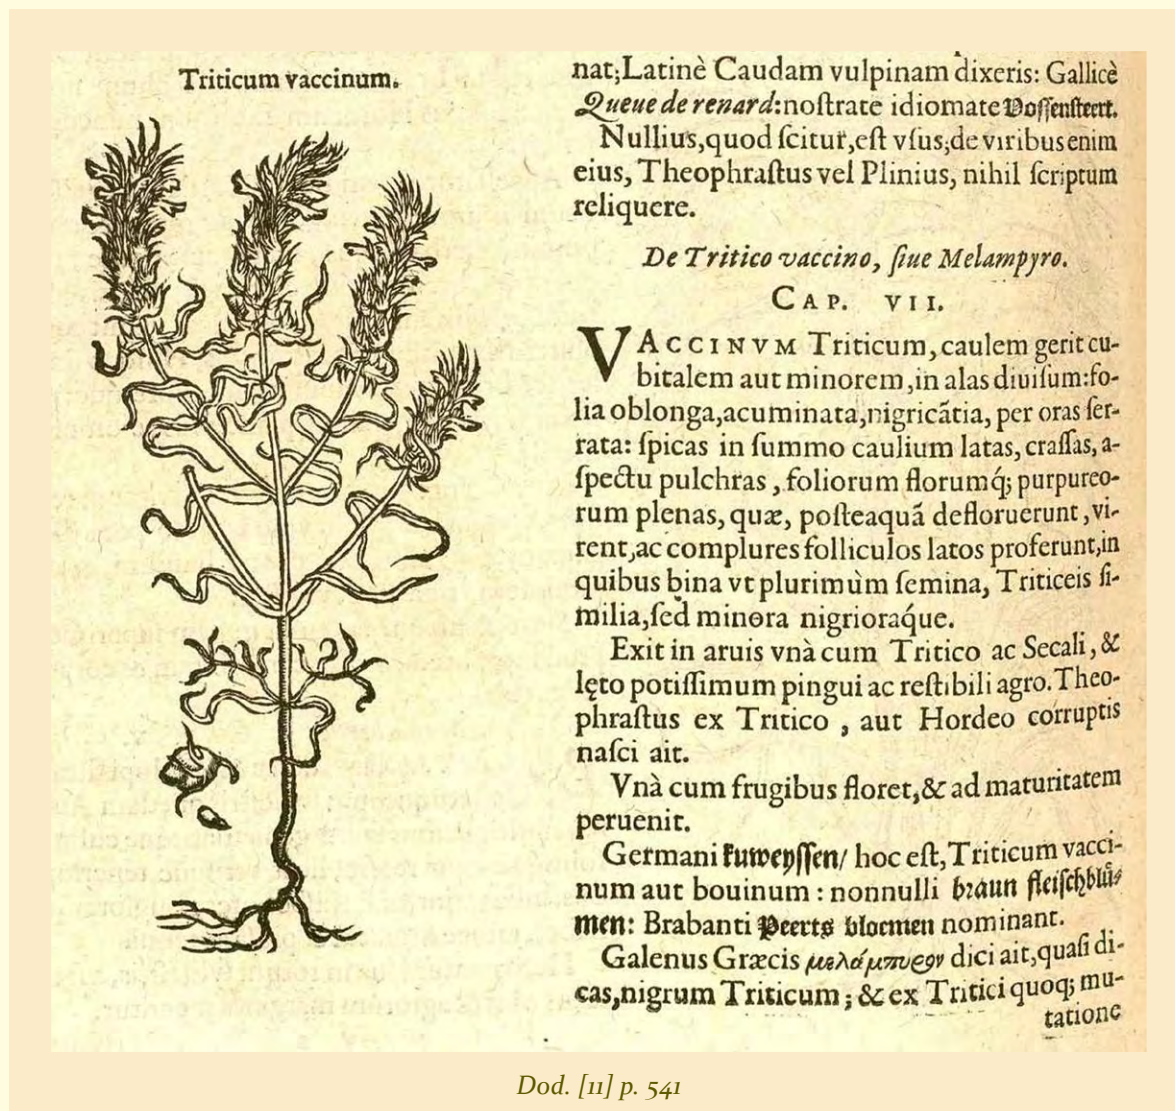 Triticum vaccinum.
nat; Latinè Caudam vulpinam dixeris: Gallicè
Queue de renard: noſtrate idiomate Voſſenſteert.
Nullius, quod ſcitur, eſt vſus; de viribus enim
eius, Theophraſtus vel Plinius, nihil ſcriptum
reliquere.
De Tritico vaccino, ſiue Melampyro.
CAP. VII.
VACCINVM Triticum, caulem gerit cu-
bitalem aut minorem, in alas diuiſum: fo-
lia oblonga, acuminata, nigricãtia, per oras ſer-
rata: ſpicas in ſummo caulium latas, craſſas, a-
ſpectu pulchras, foliorum florumq́; purpureo-
rum plenas, quæ, poſteaquã defloruerunt, vi-
rent, ac complures folliculos latos proferunt, in
quibus bina vt plurimùm ſemina, Triticeis ſi-
milia, ſed minora nigrioraq́ue.
Exit in aruis vnà cum Tritico ac Secali, &
lęto potiſſimum pingui ac reſtibili agro. Theo-
phraſtus ex Tritico, aut Hordeo corruptis
naſci ait.
Vnà cum frugibus floret, & ad maturitatem
peruenit.
Germani kuweyſſen/ hoc eſt, Triticum vacci-
num aut bouinum: nonnulli braun fleiſchblů-
men: Brabanti Peerts bloemen nominant.
Galenus Græcis μελάμπυρον dici ait, quaſi di-
cas, nigrum Triticum; & ex Tritici quoq; mu-
tatione
Dod. [11] p. 541